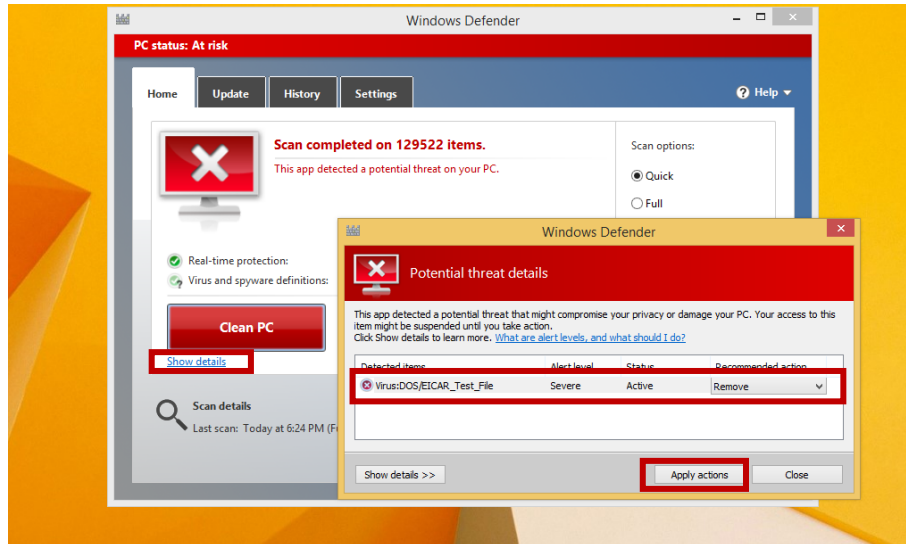 Windows Defender
PC status: At risk
Home Update History Settings Help
Scan completed on 129522 items.
This app detected a potential threat on your PC.
Scan options:
Quick
Full
Real-time protection:
Virus and spyware definitions:
Clean PC
Show details
Scan details
Last scan: Today at 6:24 PM
Windows Defender
Potential threat details
This app detected a potential threat that might compromise your privacy or damage your PC. Your access to this
item might be suspended until you take action.
Click Show details to learn more. What are alert levels, and what should I do?
Detected items Alert level Status Recommended action
Virus:DOS/EICAR_Test_File Severe Active Remove
Show details >> Apply actions Close